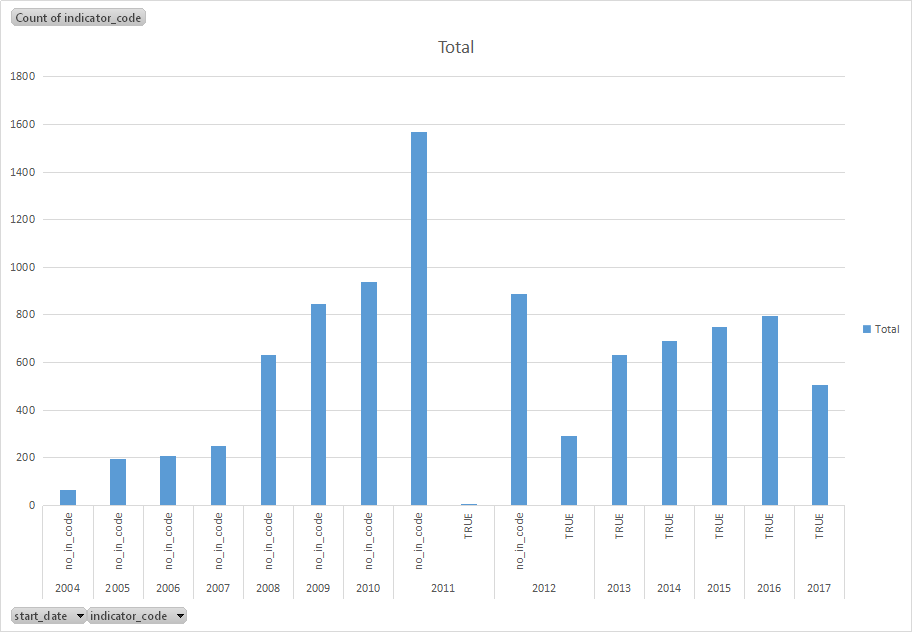 Count of indicator_code
Total
1800
1600
1400
1200
1000
800
600
400
200
0
Total
no_in_code
no_in_code
no_in_code
no_in_code
no_in_code
no_in_code
no_in_code
no_in_code
TRUE
no_in_code
TRUE
TRUE
TRUE
TRUE
TRUE
TRUE
2004 2005 2006 2007 2008 2009 2010 2011 2012 2013 2014 2015 2016 2017
start_date indicator_code